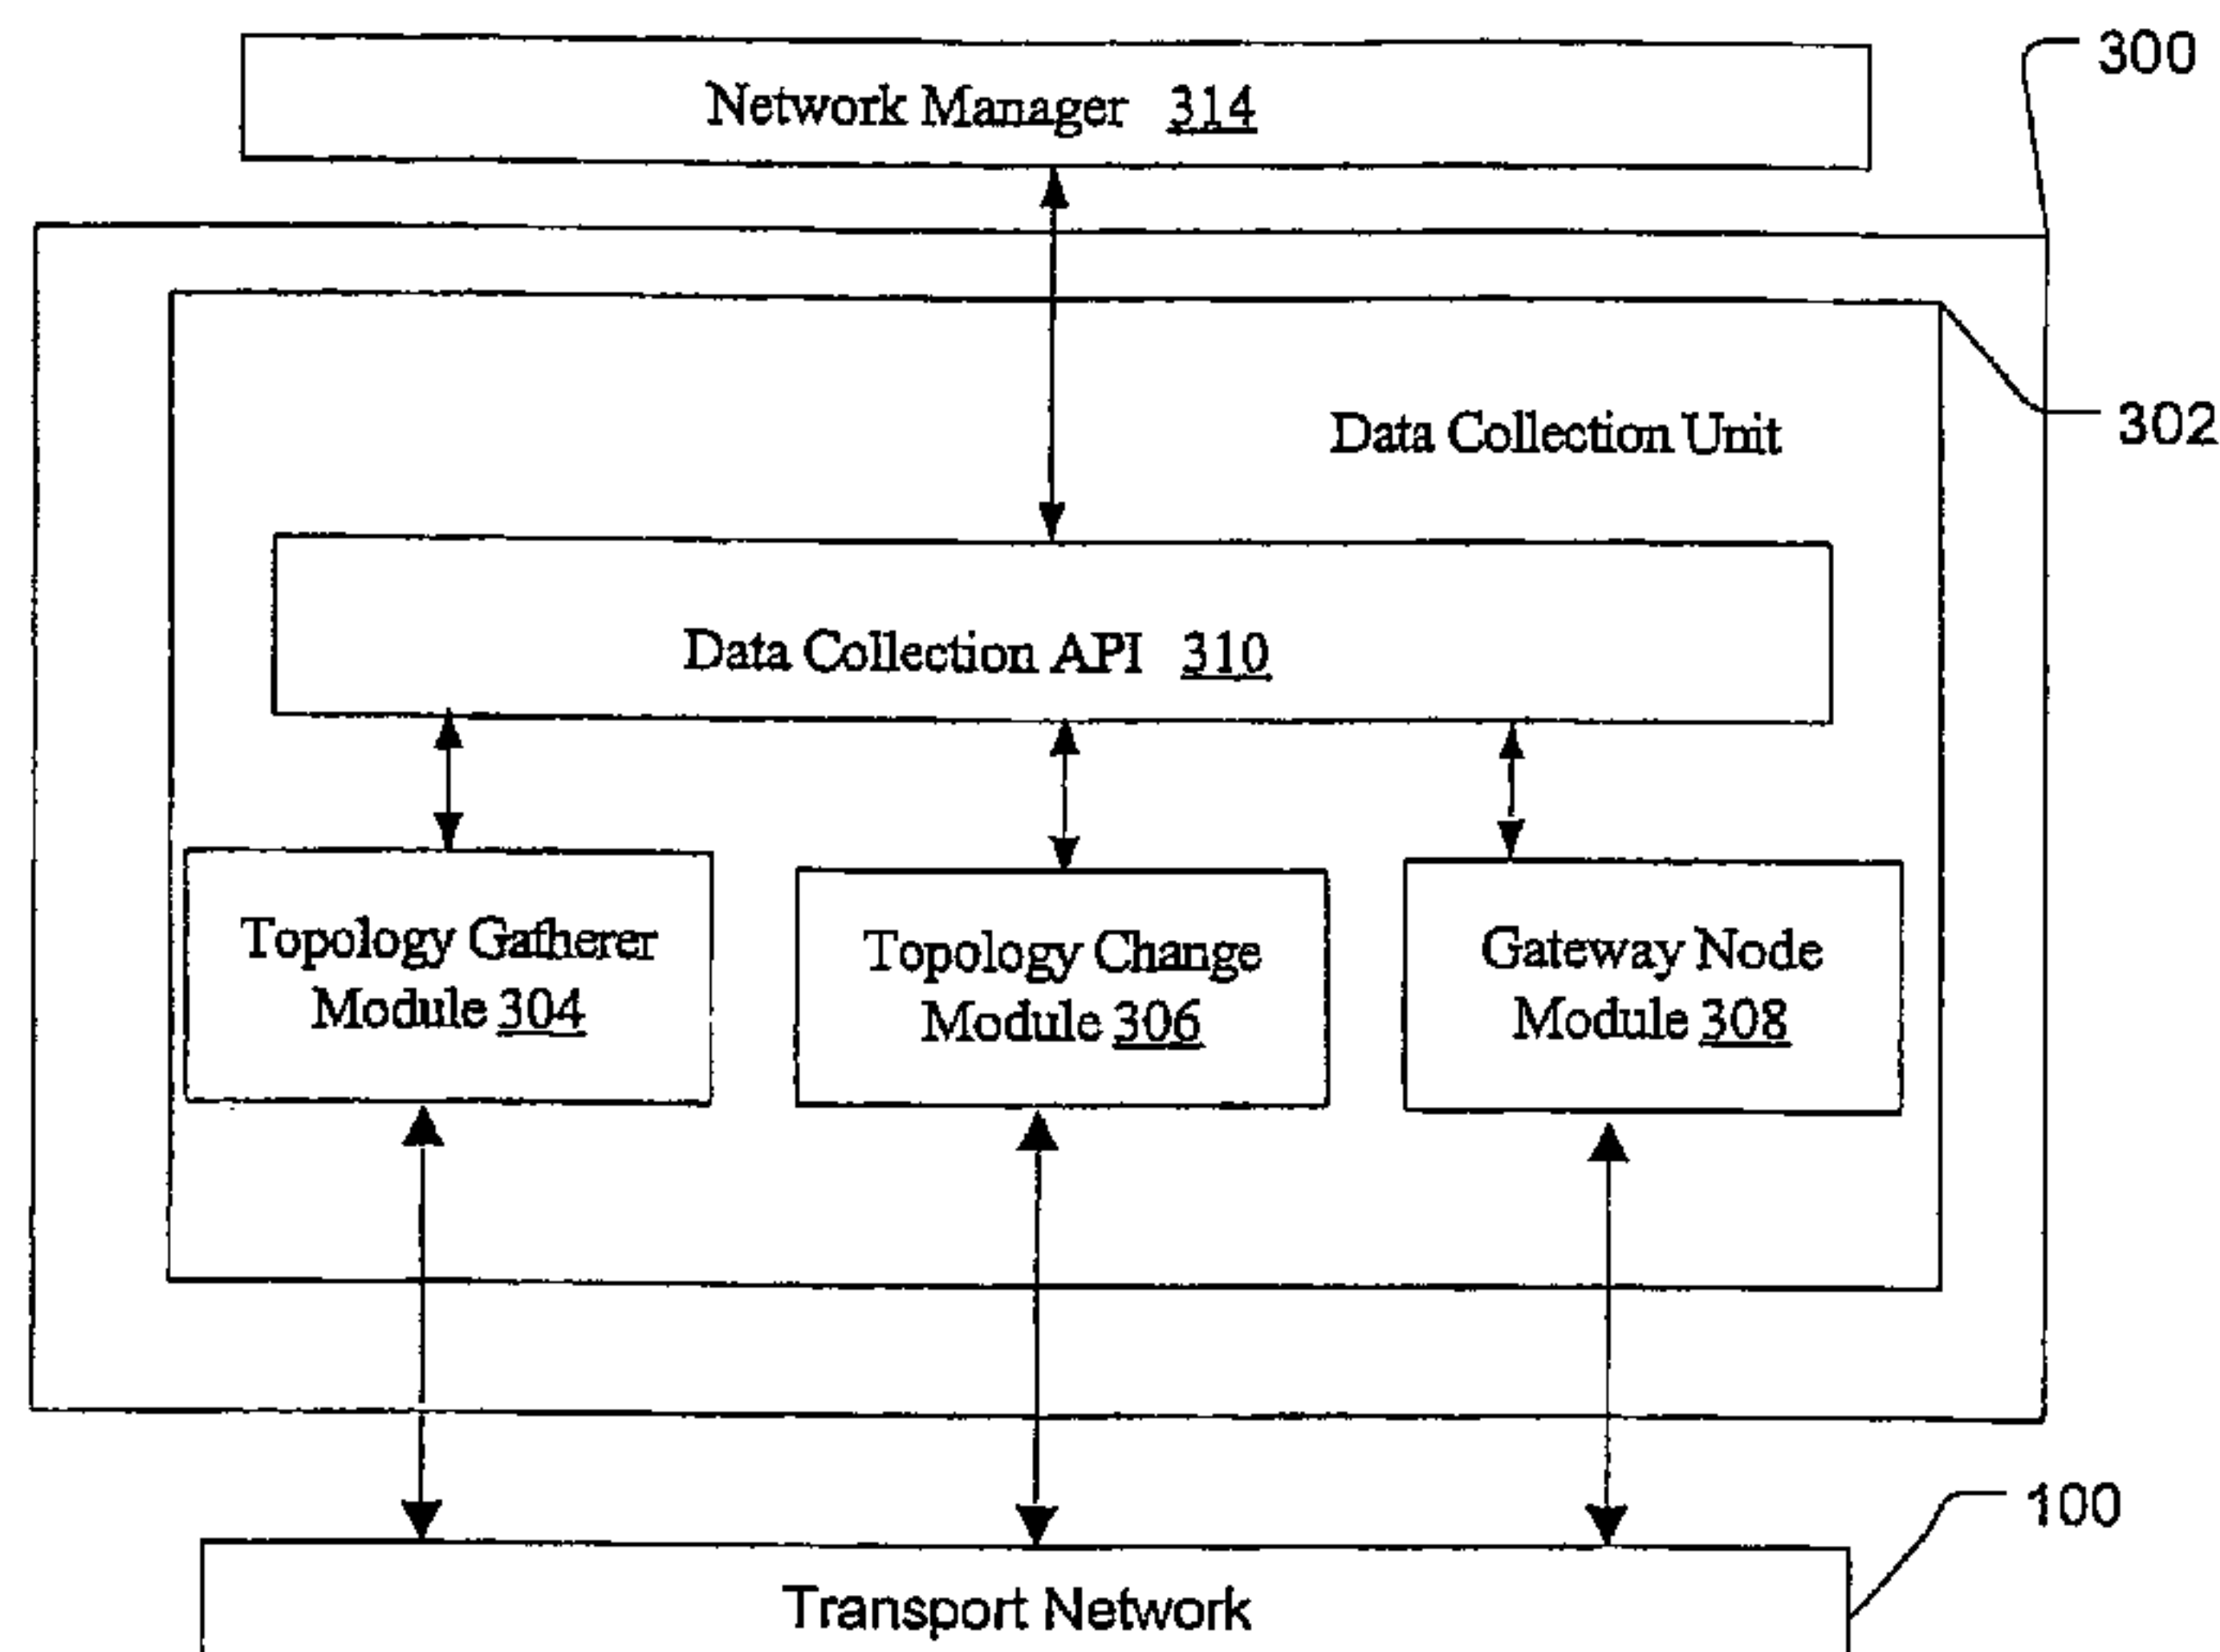 300
Network Manager 314
Data Collection Unit
302
Data Collection API 310
Topology Gatherer
Module 304
Topology Change
Module 306
Gateway Node
Module 308
100
Transport Network